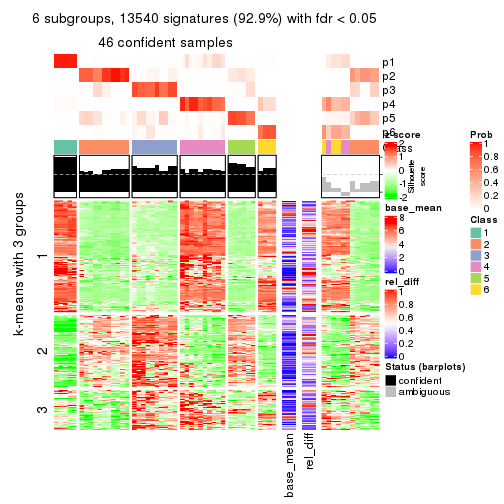 6 subgroups, 13540 signatures (92.9%) with fdr < 0.05
46 confident samples
p1
p2
p3
p4
p5
p6
Class
z-score
2
1
0
-1
-2
Silhouette
score
k-means with 3 groups
1
2
3
base_mean
rel_diff
base_mean
8
6
4
2
0
rel_diff
1
0.8
0.6
0.4
0.2
0
Status (barplots)
confident
ambiguous
Prob
1
0.8
0.6
0.4
0.2
0
Class
1
2
3
4
5
6